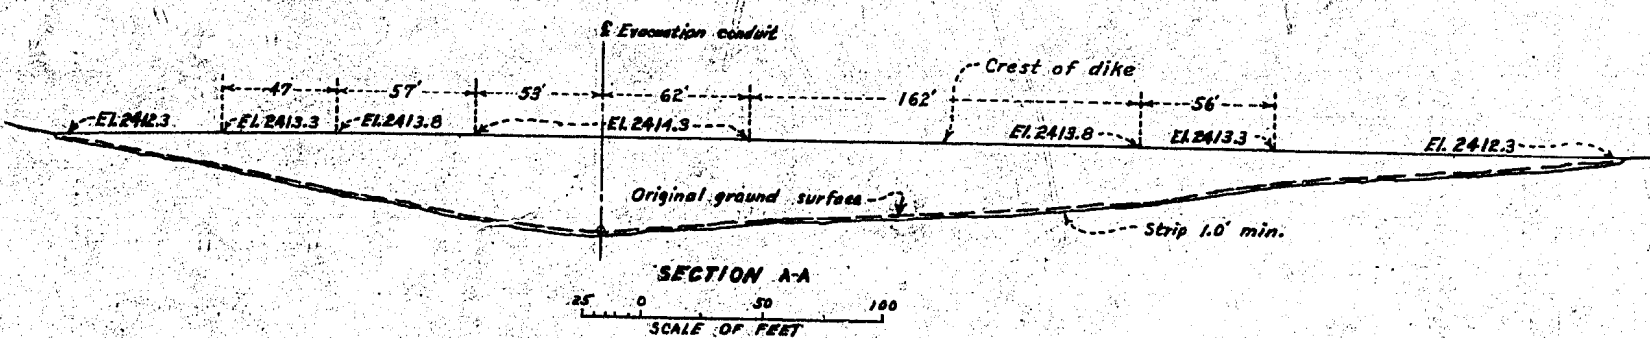 ℄ Evacuation conduit
Crest of dike
47 57' 53' 62' 162' 56'
El. 2412.3 El. 2413.3 El. 2413.8 El. 2414.3 El. 2413.8 El. 2413.3 El. 2412.3
Original ground surface
Strip 1.0' min.
SECTION A-A
25 0 50 100
SCALE OF FEET